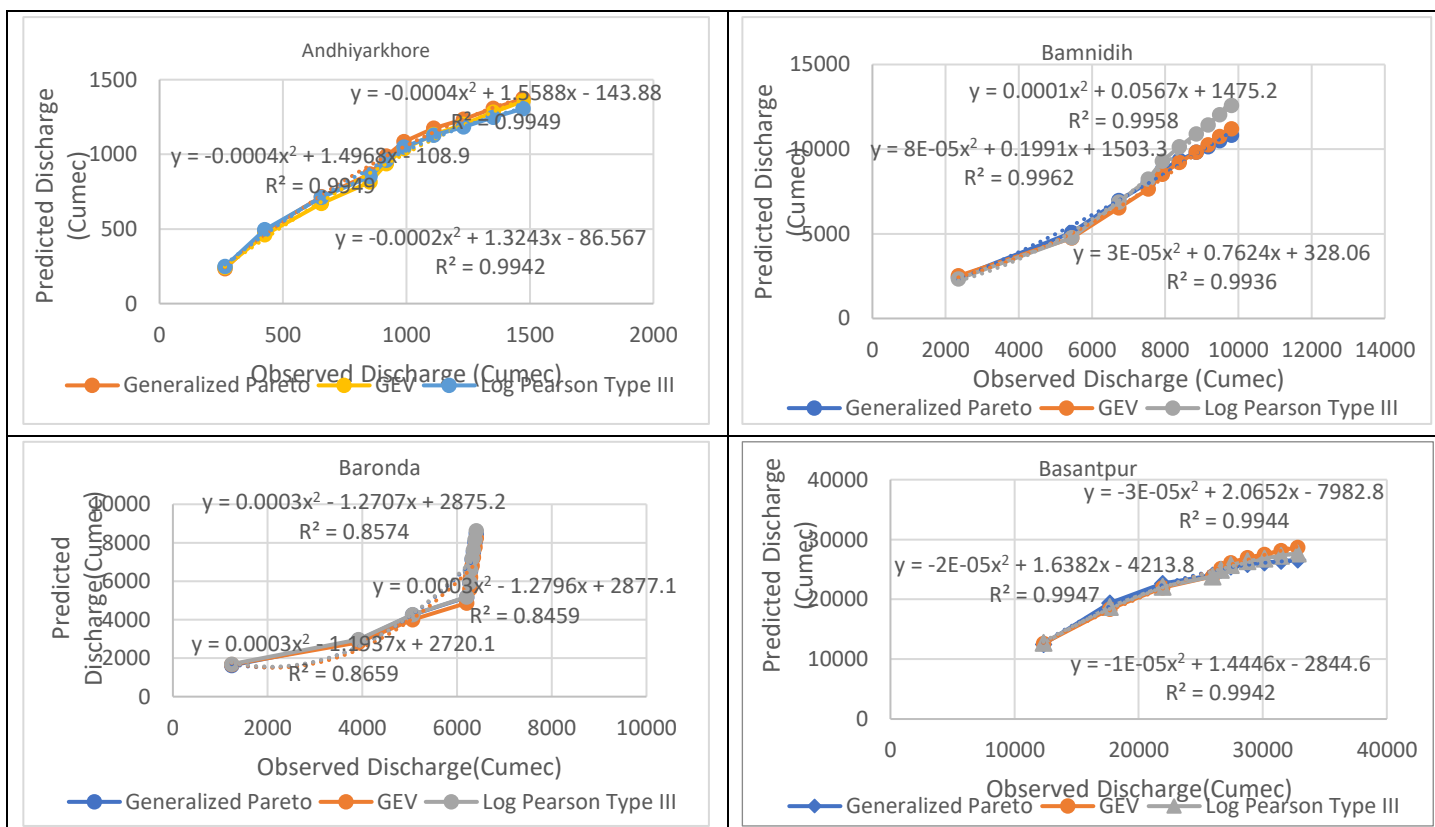 Andhiyarkhore
Predicted Discharge
(Cumec)
1500
1000
500
0
y = -0.0004x² + 1.5588x - 143.88
R² = 0.9949
y = -0.0004x² + 1.4968x - 108.9
R² = 0.9949
y = -0.0002x² + 1.3243x - 86.567
R² = 0.9942
0 500 1000 1500 2000
Observed Discharge (Cumec)
Generalized Pareto GEV Log Pearson Type III
Bamnidih
Predicted Discharge
(Cumec)
15000
10000
5000
0
y = 0.0001x² + 0.0567x + 1475.2
R² = 0.9958
y = 8E-05x² + 0.1991x + 1503.3
R² = 0.9962
y = 3E-05x² + 0.7624x + 328.06
R² = 0.9936
0 2000 4000 6000 8000 10000 12000 14000
Observed Discharge (Cumec)
Generalized Pareto GEV Log Pearson Type III
Baronda
Predicted
Discharge(Cumec)
10000
8000
6000
4000
2000
0
y = 0.0003x² - 1.2707x + 2875.2
R² = 0.8574
y = 0.0003x² - 1.2796x + 2877.1
R² = 0.8459
y = 0.0003x² - 1.1937x + 2720.1
R² = 0.8659
0 2000 4000 6000 8000 10000
Observed Discharge(Cumec)
Generalized Pareto GEV Log Pearson Type III
Basantpur
Predicted Discharge
(Cumec)
40000
30000
20000
10000
0
y = -3E-05x² + 2.0652x - 7982.8
R² = 0.9944
y = -2E-05x² + 1.6382x - 4213.8
R² = 0.9947
y = -1E-05x² + 1.4446x - 2844.6
R² = 0.9942
0 10000 20000 30000 40000
Observed Discharge(Cumec)
Generalized Pareto GEV Log Pearson Type III